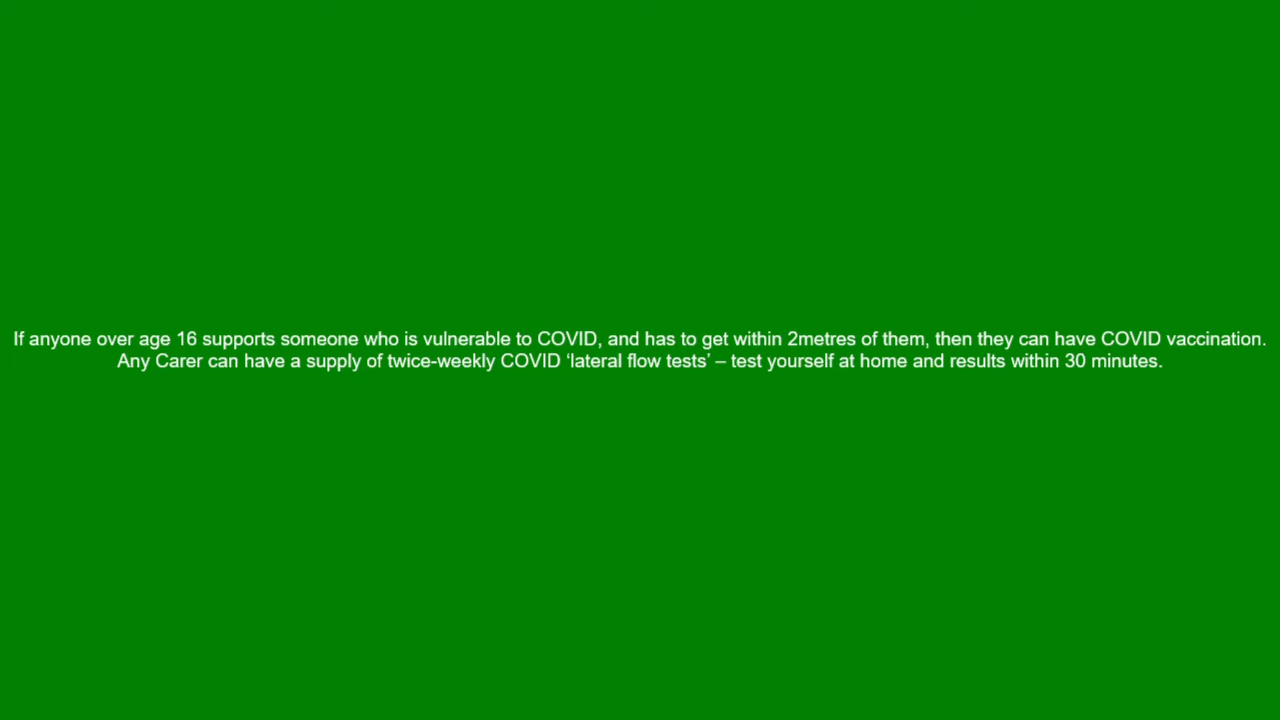 If anyone over age 16 supports someone who is vulnerable to COVID, and has to get within 2metres of them, then they can have COVID vaccination.
Any Carer can have a supply of twice-weekly COVID ‘lateral flow tests’ – test yourself at home and results within 30 minutes.